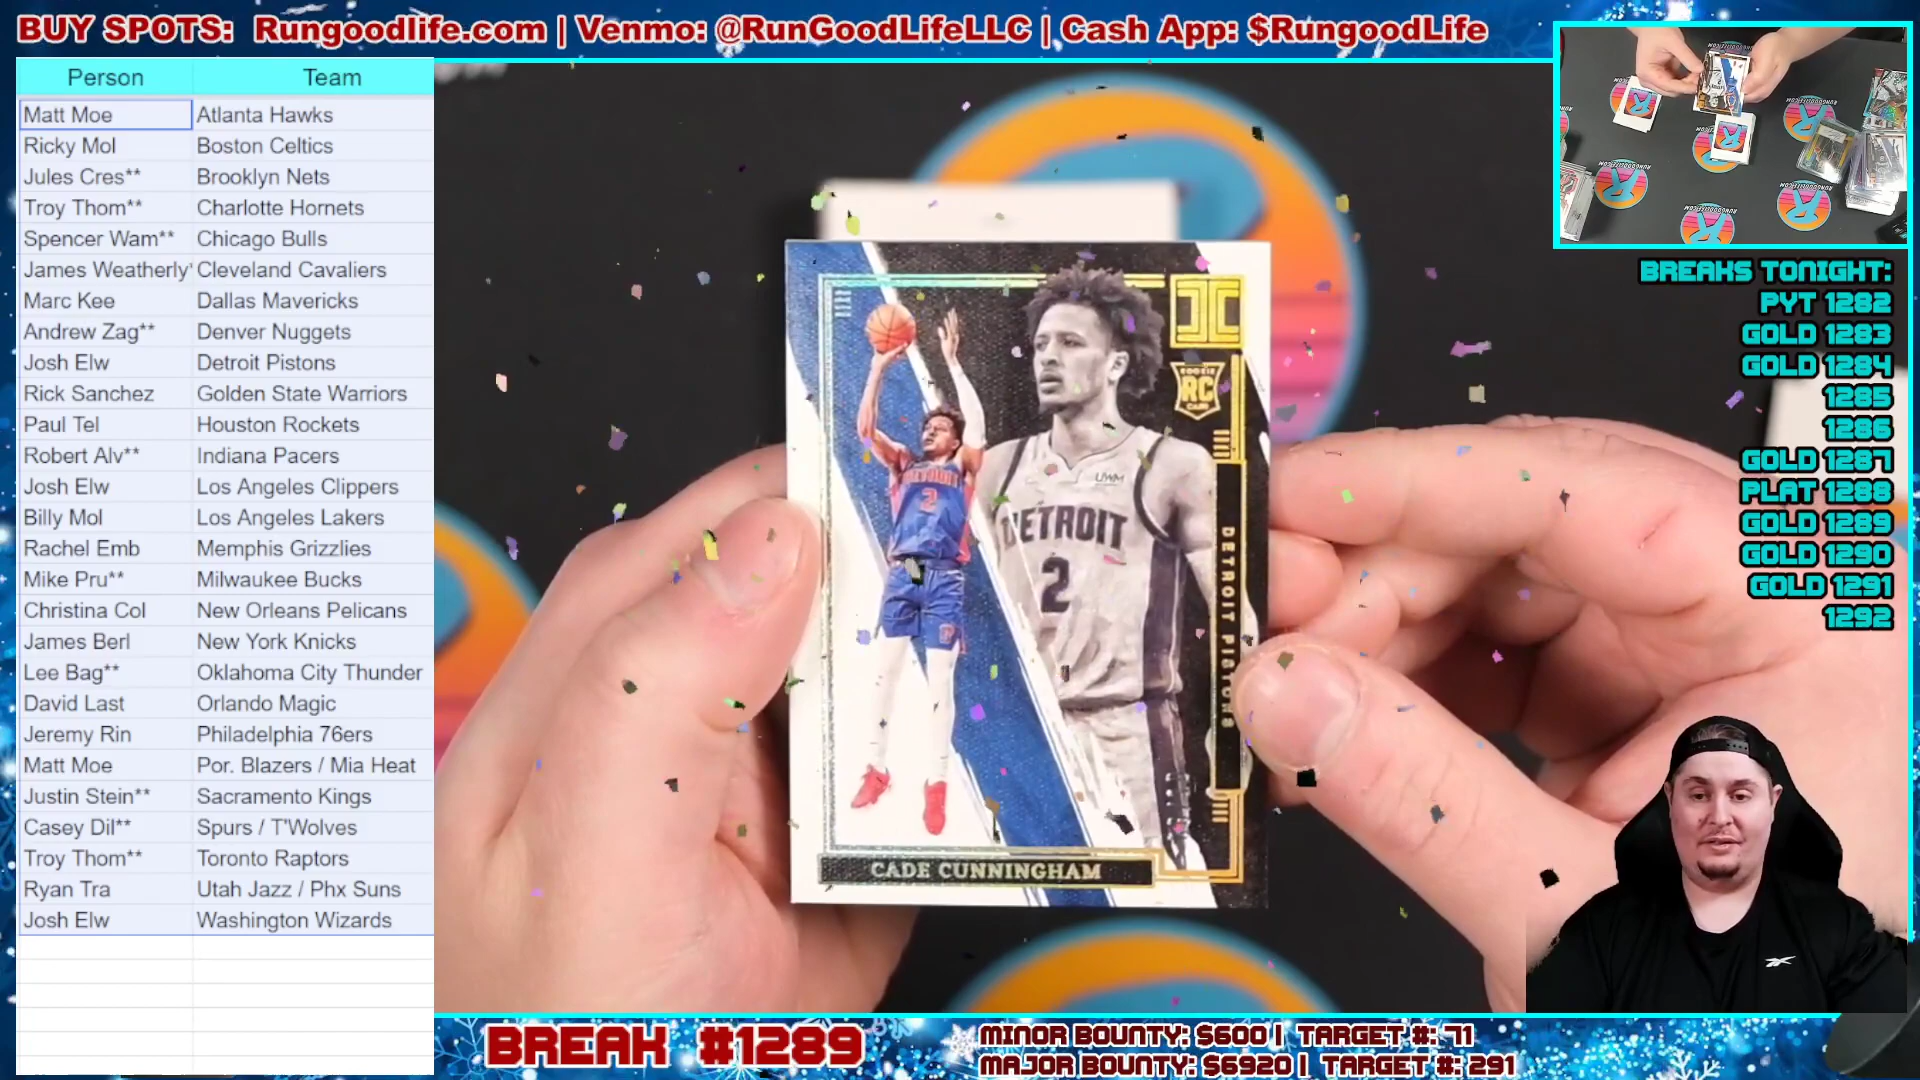 BUY SPOTS: Rungoodlife.com | Venmo: @RunGoodLifeLLC | Cash App: $RungoodLife
Person Team
Matt Moe Atlanta Hawks
Ricky Mol Boston Celtics
Jules Cres** Brooklyn Nets
Troy Thom** Charlotte Hornets
Spencer Wam** Chicago Bulls
James Weatherly* Cleveland Cavaliers
Marc Kee Dallas Mavericks
Andrew Zag** Denver Nuggets
Josh Elw Detroit Pistons
Rick Sanchez Golden State Warriors
Paul Tel Houston Rockets
Robert Alv** Indiana Pacers
Josh Elw Los Angeles Clippers
Billy Mol Los Angeles Lakers
Rachel Emb Memphis Grizzlies
Mike Pru** Milwaukee Bucks
Christina Col New Orleans Pelicans
James Berl New York Knicks
Lee Bag** Oklahoma City Thunder
David Last Orlando Magic
Jeremy Rin Philadelphia 76ers
Matt Moe Por. Blazers / Mia Heat
Justin Stein** Sacramento Kings
Casey Dil** Spurs / T'Wolves
Troy Thom** Toronto Raptors
Ryan Tra Utah Jazz / Phx Suns
Josh Elw Washington Wizards
ROOKIE
RC
CARD
DETROIT
2
UWM
DETROIT
2
DETROIT PISTONS
CADE CUNNINGHAM
BREAKS TONIGHT:
PYT 1282
GOLD 1283
GOLD 1284
1285
1286
GOLD 1287
PLAT 1288
GOLD 1289
GOLD 1290
GOLD 1291
1292
BREAK #1289
MINOR BOUNTY: $600 | TARGET #: 71
MAJOR BOUNTY: $6920 | TARGET #: 291